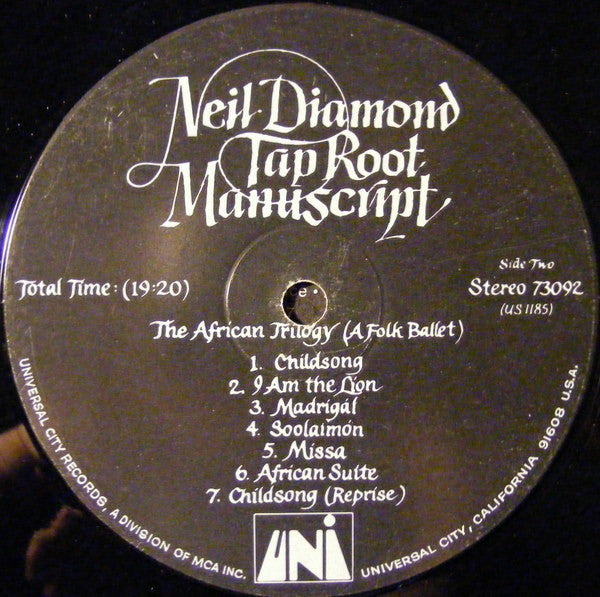 Neil Diamond
Tap Root
Manuscript
Total Time: (19:20)
Side Two
Stereo 73092
(US 1185)
The African Trilogy (A Folk Ballet)
1. Childsong
2. I Am the Lion
3. Madrigal
4. Soolaimón
5. Missa
6. African Suite
7. Childsong (Reprise)
UNi
UNIVERSAL CITY RECORDS, A DIVISION OF MCA INC. UNIVERSAL CITY, CALIFORNIA 91608 U.S.A.